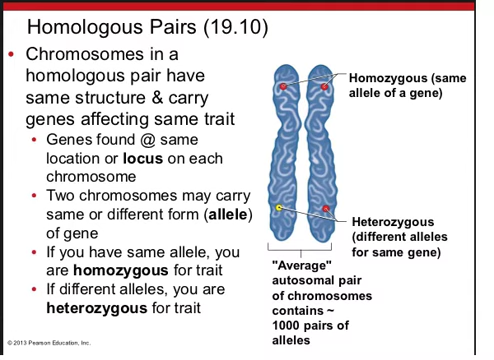 Homologous Pairs (19.10)
• Chromosomes in a
homologous pair have
same structure & carry
genes affecting same trait
• Genes found @ same
location or locus on each
chromosome
• Two chromosomes may carry
same or different form (allele)
of gene
• If you have same allele, you
are homozygous for trait
• If different alleles, you are
heterozygous for trait
Homozygous (same
allele of a gene)
Heterozygous
(different alleles
for same gene)
"Average"
autosomal pair
of chromosomes
contains ~
1000 pairs of
alleles
© 2013 Pearson Education, Inc.